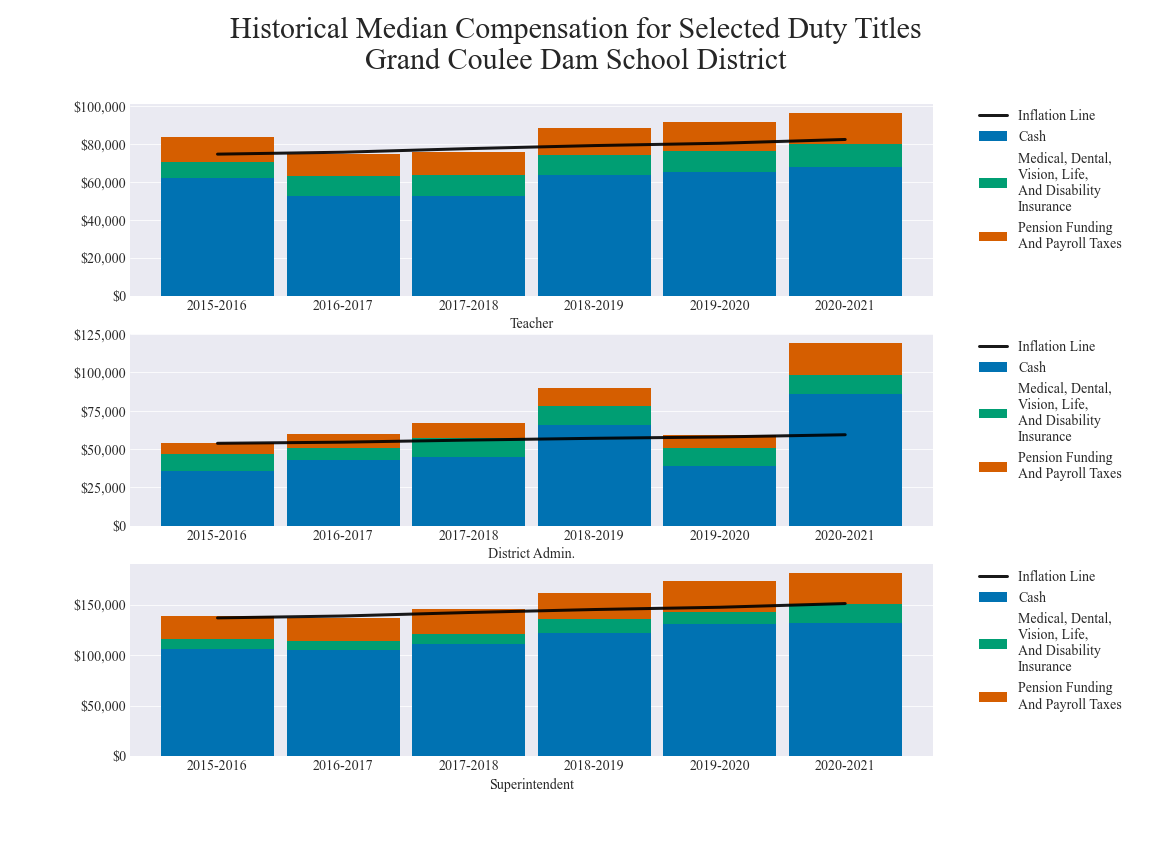 Historical Median Compensation for Selected Duty Titles
Grand Coulee Dam School District
$100,000
$80,000
$60,000
$40,000
$20,000
$0
2015-2016 2016-2017 2017-2018 2018-2019 2019-2020 2020-2021
Teacher
Inflation Line
Cash
Medical, Dental,
Vision, Life,
And Disability
Insurance
Pension Funding
And Payroll Taxes
$125,000
$100,000
$75,000
$50,000
$25,000
$0
2015-2016 2016-2017 2017-2018 2018-2019 2019-2020 2020-2021
District Admin.
Inflation Line
Cash
Medical, Dental,
Vision, Life,
And Disability
Insurance
Pension Funding
And Payroll Taxes
$150,000
$100,000
$50,000
$0
2015-2016 2016-2017 2017-2018 2018-2019 2019-2020 2020-2021
Superintendent
Inflation Line
Cash
Medical, Dental,
Vision, Life,
And Disability
Insurance
Pension Funding
And Payroll Taxes